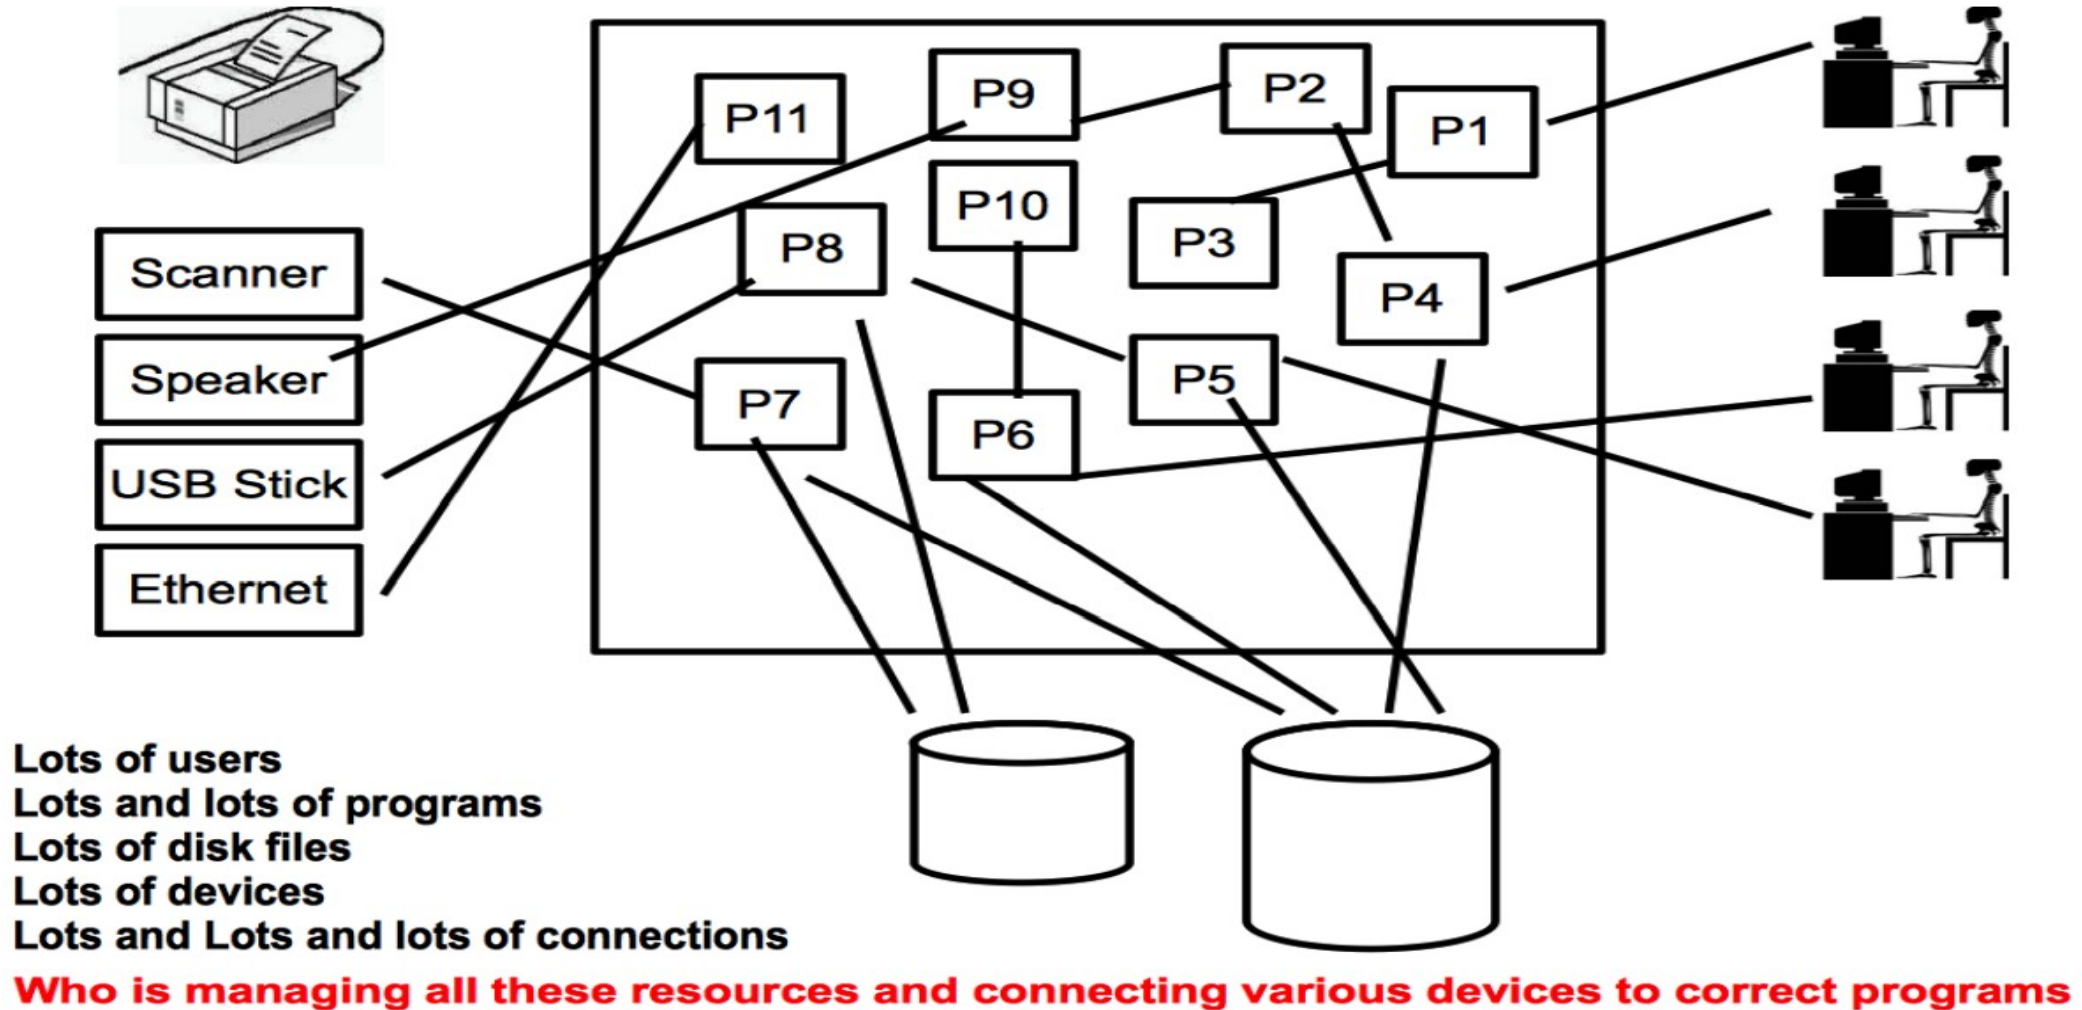 P11
P9
P2
P1
P10
P8
P3
P4
Scanner
Speaker
USB Stick
Ethernet
P7
P5
P6
Lots of users
Lots and lots of programs
Lots of disk files
Lots of devices
Lots and Lots and lots of connections
Who is managing all these resources and connecting various devices to correct programs